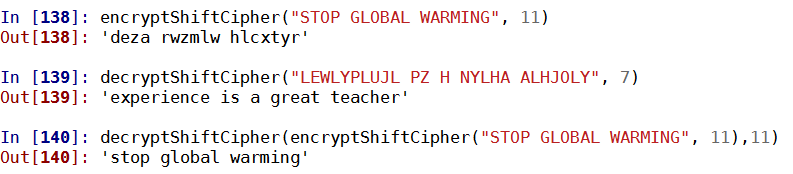 In [138]: encryptShiftCipher("STOP GLOBAL WARMING", 11)
Out[138]: 'deza rwzmlw hlcxtyr'
In [139]: decryptShiftCipher("LEWLYPLUJL PZ H NYLHA ALHJOLY", 7)
Out[139]: 'experience is a great teacher'
In [140]: decryptShiftCipher(encryptShiftCipher("STOP GLOBAL WARMING", 11),11)
Out[140]: 'stop global warming'